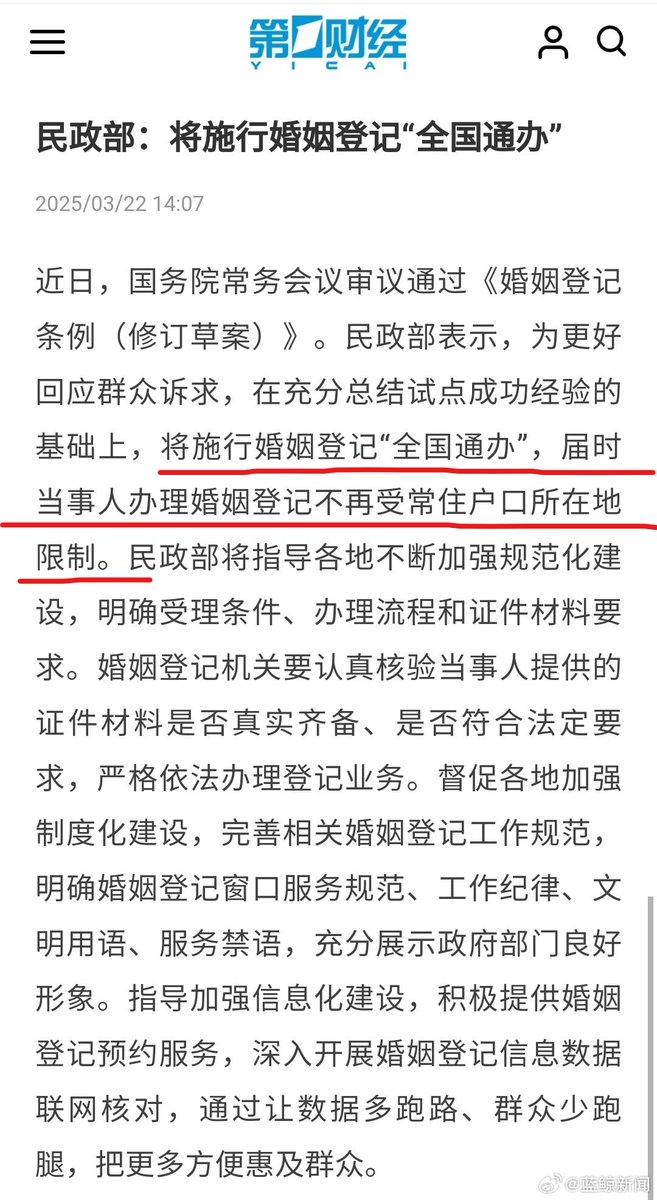 第一财经
YICAI
民政部：将施行婚姻登记“全国通办”
2025/03/22 14:07
近日，国务院常务会议审议通过《婚姻登记
条例（修订草案）》。民政部表示，为更好
回应群众诉求，在充分总结试点成功经验的
基础上，将施行婚姻登记“全国通办”，届时
当事人办理婚姻登记不再受常住户口所在地
限制。民政部将指导各地不断加强规范化建
设，明确受理条件、办理流程和证件材料要
求。婚姻登记机关要认真核验当事人提供的
证件材料是否真实齐备、是否符合法定要
求，严格依法办理登记业务。督促各地加强
制度化建设，完善相关婚姻登记工作规范，
明确婚姻登记窗口服务规范、工作纪律、文
明用语、服务禁语，充分展示政府部门良好
形象。指导加强信息化建设，积极提供婚姻
登记预约服务，深入开展婚姻登记信息数据
联网核对，通过让数据多跑路、群众少跑
腿，把更多方便惠及群众。
@蓝鲸新闻